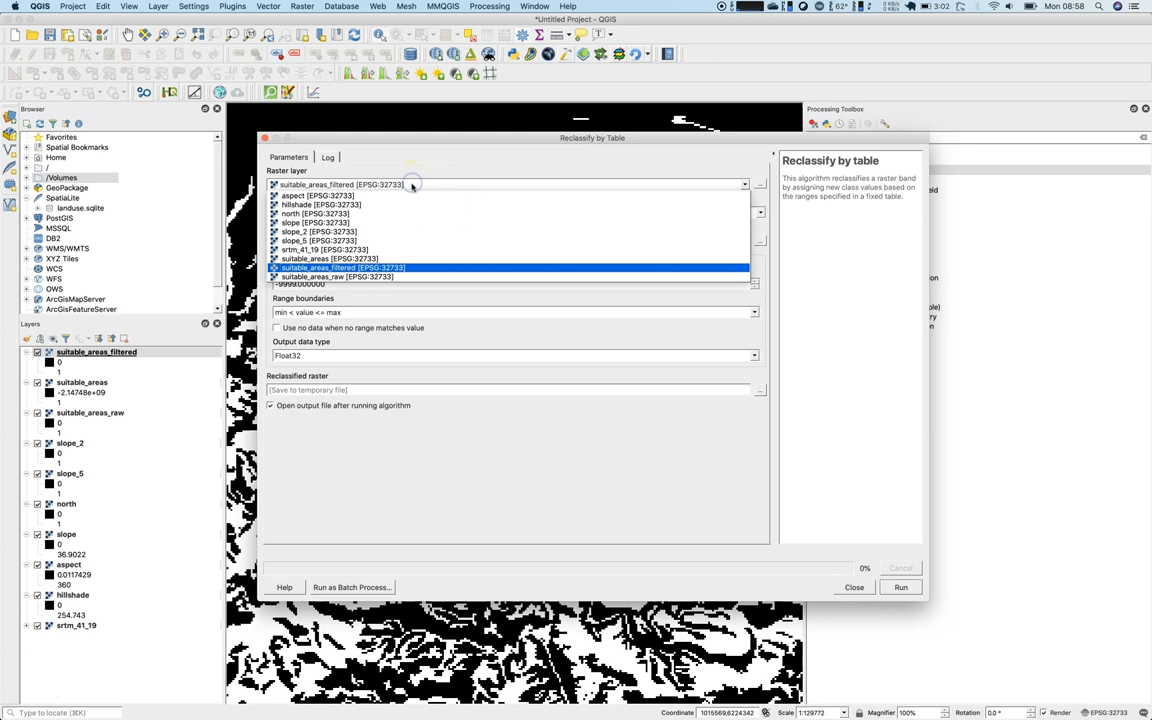 QGIS Project Edit View Layer Settings Plugins Vector Raster Database Web Mesh MMQGIS Processing Window Help 62° 3:02 Mon 08:58
*Untitled Project - QGIS
Browser
Favorites
Spatial Bookmarks
Home
/
/Volumes
GeoPackage
SpatiaLite
landuse.sqlite
PostGIS
MSSQL
DB2
WMS/WMTS
XYZ Tiles
WCS
WFS
OWS
ArcGisMapServer
ArcGisFeatureServer
Layers
suitable_areas_filtered
0
1
suitable_areas
-2.14748e+09
1
suitable_areas_raw
0
1
slope_2
0
1
slope_5
0
1
north
0
1
slope
0
36.9022
aspect
0.0117429
360
hillshade
0
254.743
srtm_41_19
Reclassify by Table
Parameters Log
Raster layer
suitable_areas_filtered [EPSG:32733]
aspect [EPSG:32733]
hillshade [EPSG:32733]
north [EPSG:32733]
slope [EPSG:32733]
slope_2 [EPSG:32733]
slope_5 [EPSG:32733]
srtm_41_19 [EPSG:32733]
suitable_areas [EPSG:32733]
suitable_areas_filtered [EPSG:32733]
suitable_areas_raw [EPSG:32733]
-9999.000000
Range boundaries
min < value <= max
Use no data when no range matches value
Output data type
Float32
Reclassified raster
[Save to temporary file]
Open output file after running algorithm
0% Cancel
Help Run as Batch Process... Close Run
Reclassify by table
This algorithm reclassifies a raster band
by assigning new class values based on
the ranges specified in a fixed table.
Processing Toolbox
Type to locate (⌘K) Coordinate 1015569,6224342 Scale 1:129772 Magnifier 100% Rotation 0.0° Render EPSG:32733